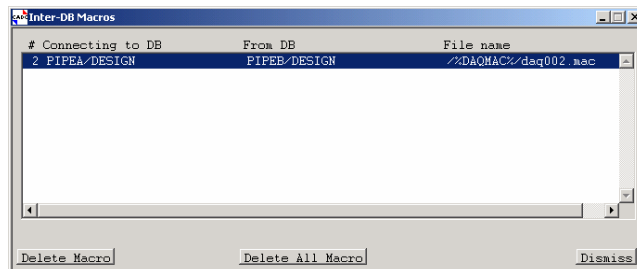 CADC Inter-DB Macros
# Connecting to DB From DB File name
2 PIPEA/DESIGN PIPEB/DESIGN /%DAQMAC%/daq002.mac
Delete Macro Delete All Macro Dismiss